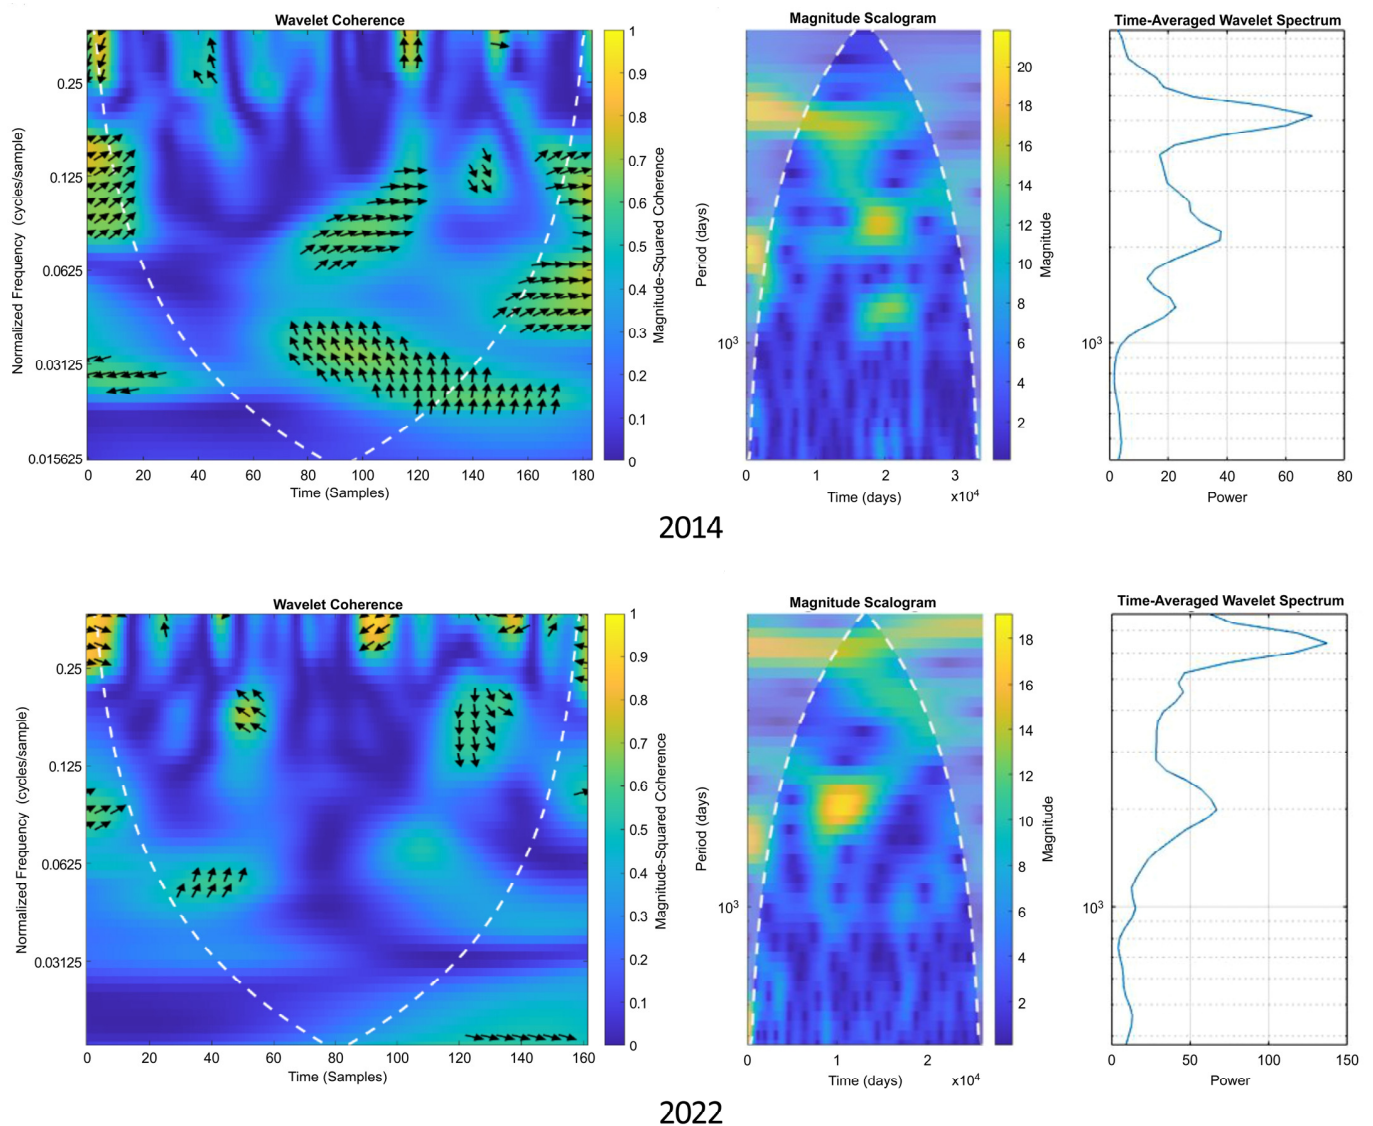 Wavelet Coherence
Magnitude Scalogram
Time-Averaged Wavelet Spectrum
Normalized Frequency (cycles/sample)
0.25
0.125
0.0625
0.03125
0.015625
0 20 40 60 80 100 120 140 160 180
Time (Samples)
1
0.9
0.8
0.7
0.6
0.5
0.4
0.3
0.2
0.1
0
Magnitude-Squared Coherence
Period (days)
10³
0 1 2 3
Time (days) x10⁴
20
18
16
14
12
10
8
6
4
2
Magnitude
10³
0 20 40 60 80
Power
2014
Wavelet Coherence
Magnitude Scalogram
Time-Averaged Wavelet Spectrum
Normalized Frequency (cycles/sample)
0.25
0.125
0.0625
0.03125
0 20 40 60 80 100 120 140 160
Time (Samples)
1
0.9
0.8
0.7
0.6
0.5
0.4
0.3
0.2
0.1
0
Magnitude-Squared Coherence
Period (days)
10³
0 1 2
Time (days) x10⁴
18
16
14
12
10
8
6
4
2
Magnitude
10³
0 50 100 150
Power
2022